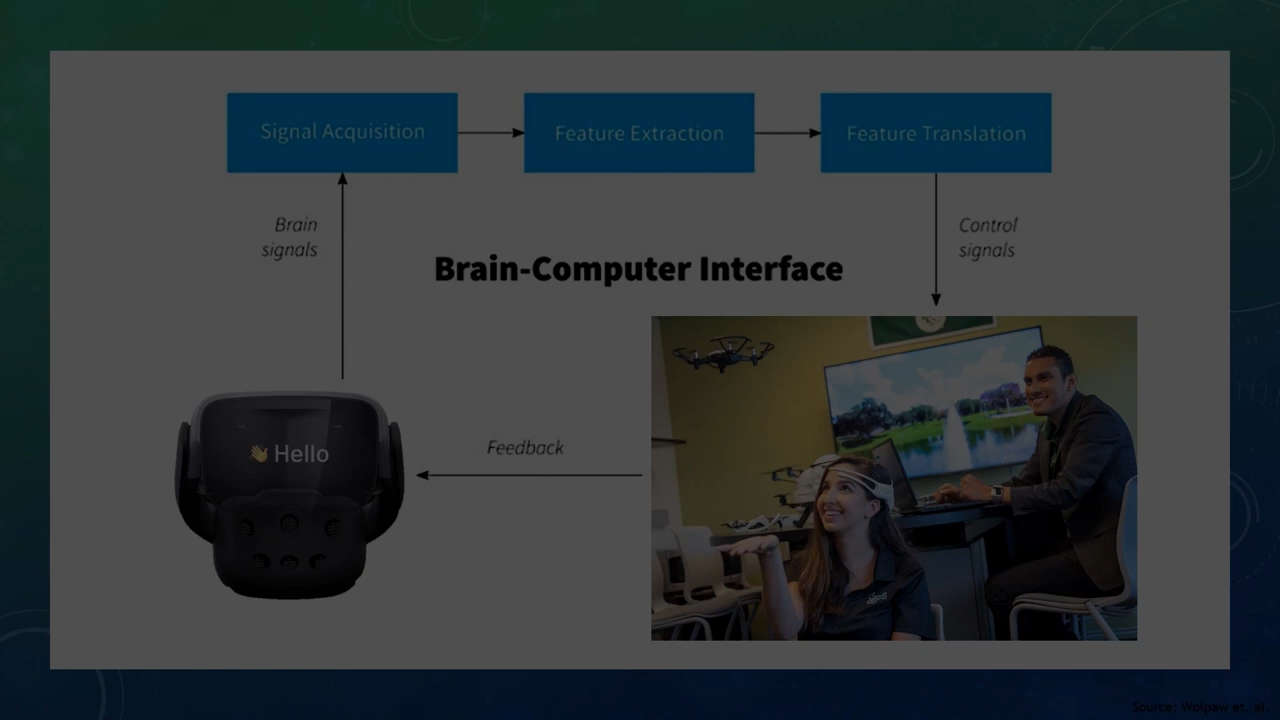 Signal Acquisition
Feature Extraction
Feature Translation
Brain
signals
Control
signals
Brain-Computer Interface
👋 Hello
Feedback
Source: Wolpaw et. al.